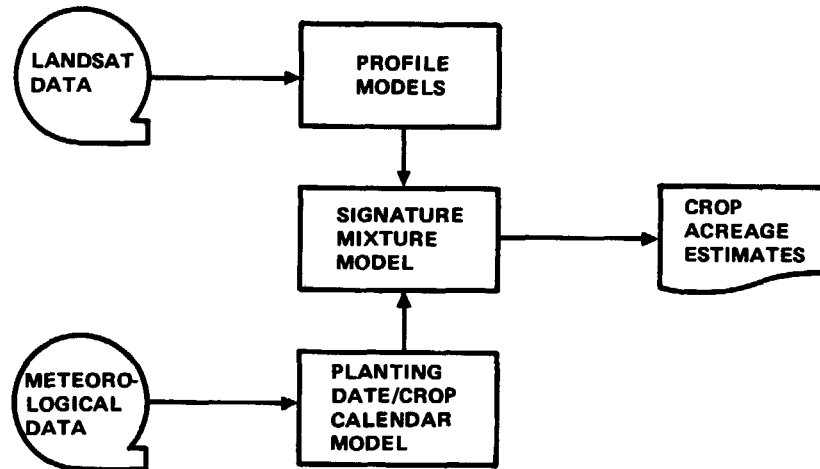 LANDSAT
DATA
PROFILE
MODELS
SIGNATURE
MIXTURE
MODEL
CROP
ACREAGE
ESTIMATES
METEORO-
LOGICAL
DATA
PLANTING
DATE/CROP
CALENDAR
MODEL